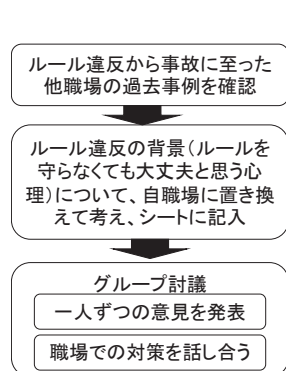 ルール違反から事故に至った
他職場の過去事例を確認
ルール違反の背景(ルールを
守らなくても大丈夫と思う心
理)について、自職場に置き換
えて考え、シートに記入
グループ討議
一人ずつの意見を発表
職場での対策を話し合う